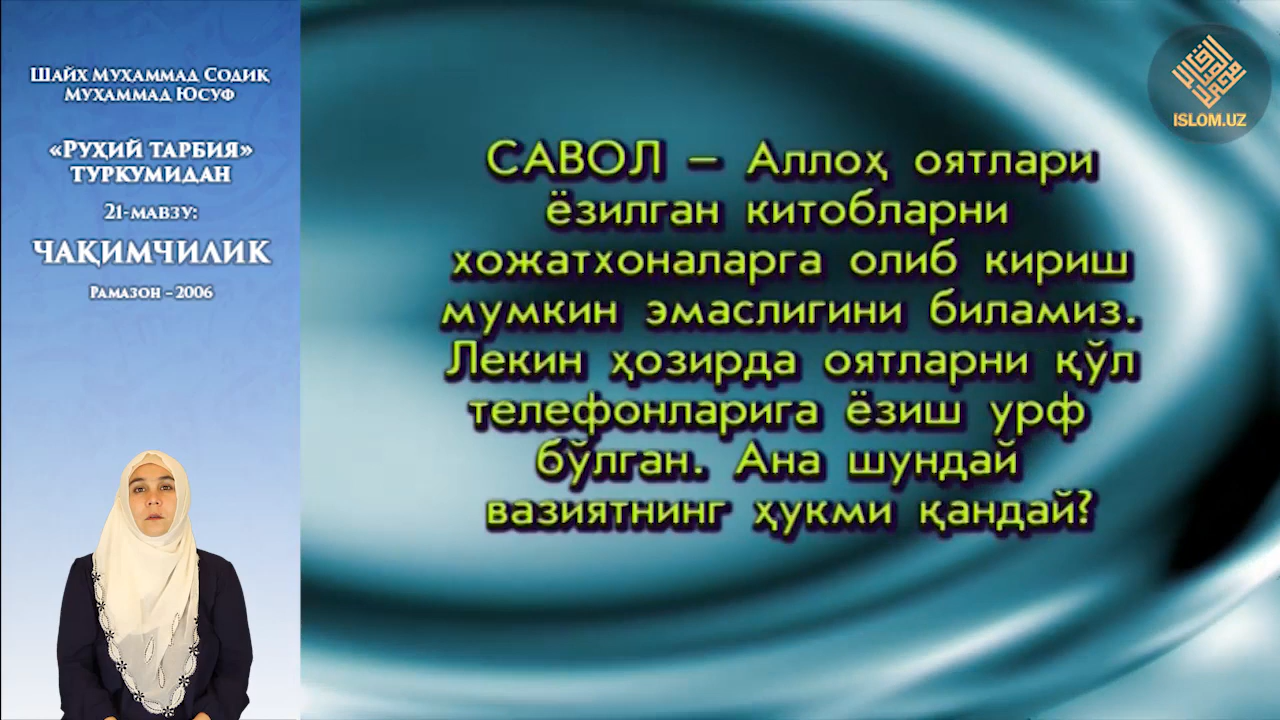 Шайх Муҳаммад Содиқ
Муҳаммад Юсуф
«Руҳий тарбия»
туркумидан
21-мавзу:
ЧАҚИМЧИЛИК
Рамазон – 2006
САВОЛ – Аллоҳ оятлари
ёзилган китобларни
хожатхоналарга олиб кириш
мумкин эмаслигини биламиз.
Лекин ҳозирда оятларни қўл
телефонларига ёзиш урф
бўлган. Ана шундай
вазиятнинг ҳукми қандай?
ISLOM.UZ